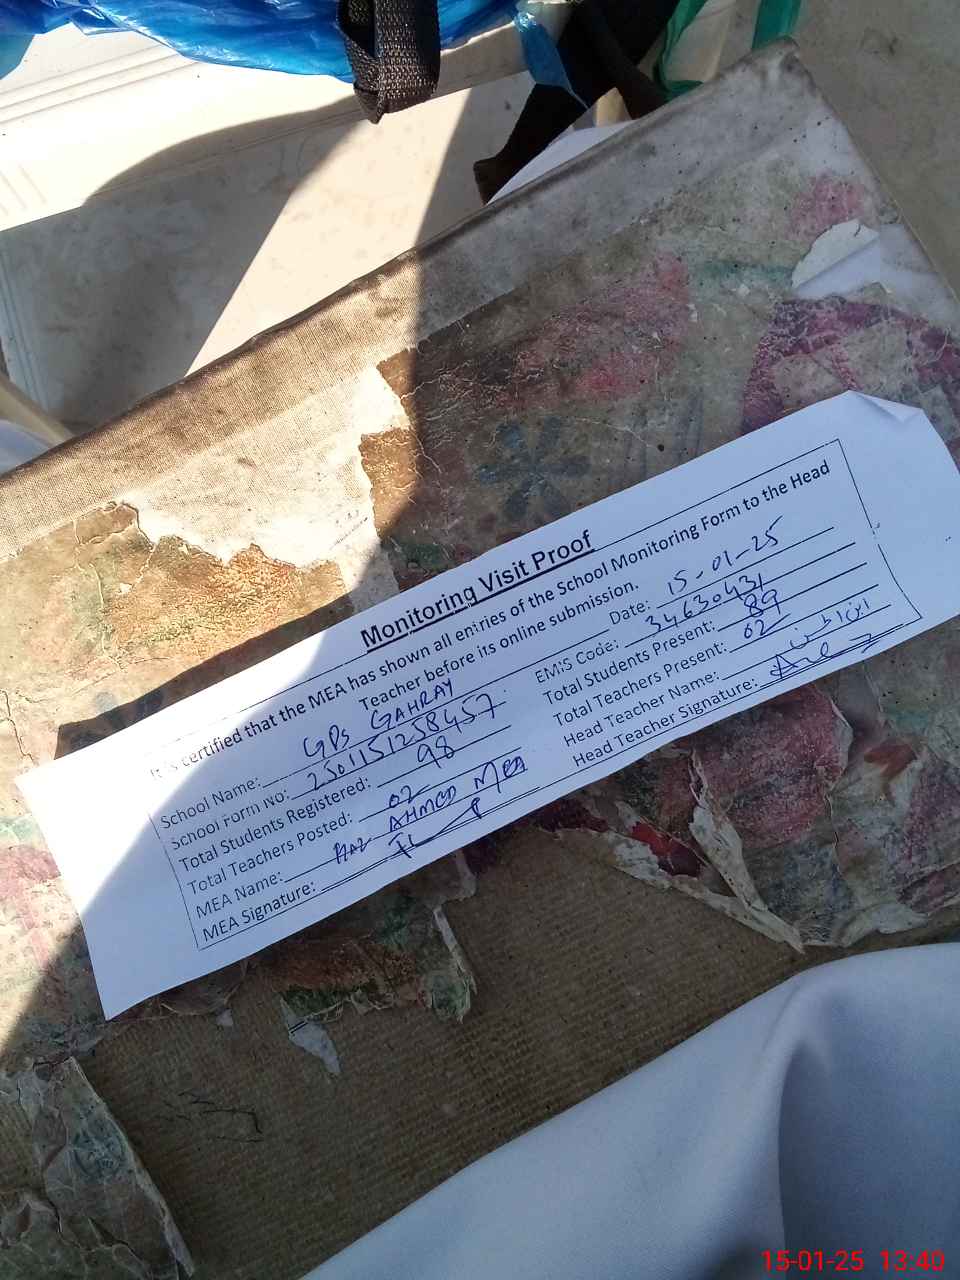 Monitoring Visit Proof
It is certified that the MEA has shown all entries of the School Monitoring Form to the Head
Teacher before its online submission.
Date: 15-01-25
School Name: GPS GAHRAY
EMIS Code: 34630431
School Form No: 2501151258457
Total Students Present: 89
Total Students Registered: 98
Total Teachers Present: 02
Total Teachers Posted: 02
Head Teacher Name:
MEA Name: AHMED MEA
Head Teacher Signature:
MEA Signature:
15-01-25 13:40